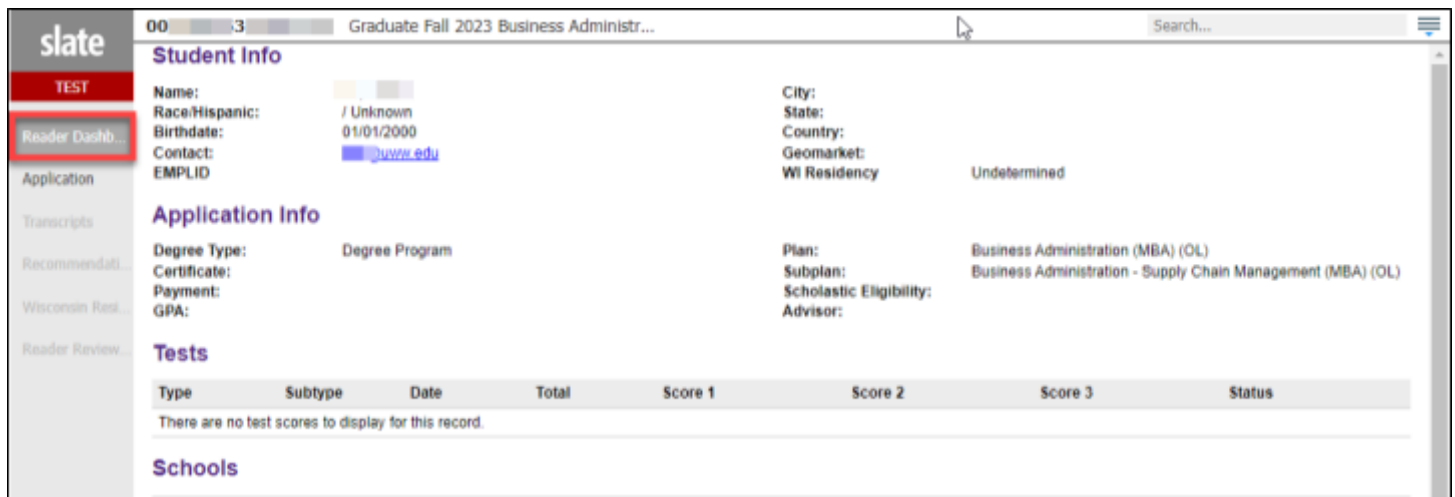 slate
00 3 Graduate Fall 2023 Business Administr... Search...
TEST
Reader Dashb...
Application
Transcripts
Recommendati...
Wisconsin Resi...
Reader Review...
Student Info
Name: City:
Race/Hispanic: / Unknown State:
Birthdate: 01/01/2000 Country:
Contact: @uww.edu Geomarket:
EMPLID WI Residency Undetermined
Application Info
Degree Type: Degree Program Plan: Business Administration (MBA) (OL)
Certificate: Subplan: Business Administration - Supply Chain Management (MBA) (OL)
Payment: Scholastic Eligibility:
GPA: Advisor:
Tests
Type Subtype Date Total Score 1 Score 2 Score 3 Status
There are no test scores to display for this record.
Schools